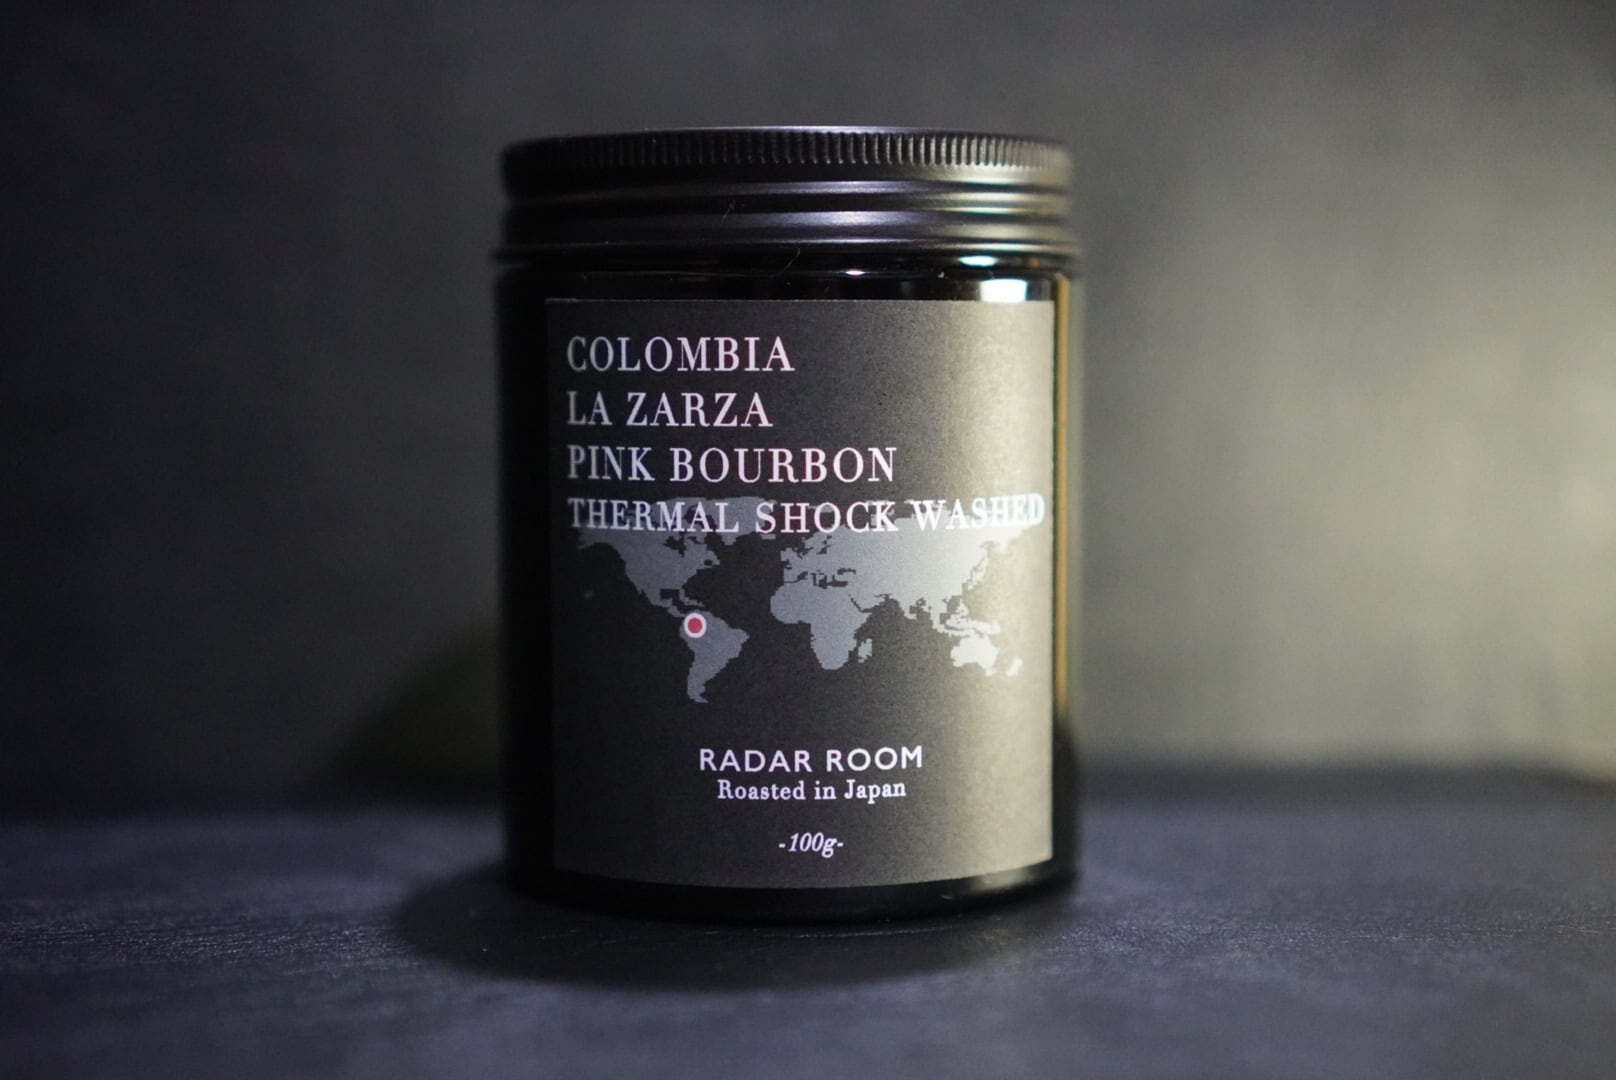 COLOMBIA
LA ZARZA
PINK BOURBON
THERMAL SHOCK WASHED
RADAR ROOM
Roasted in Japan
-100g-